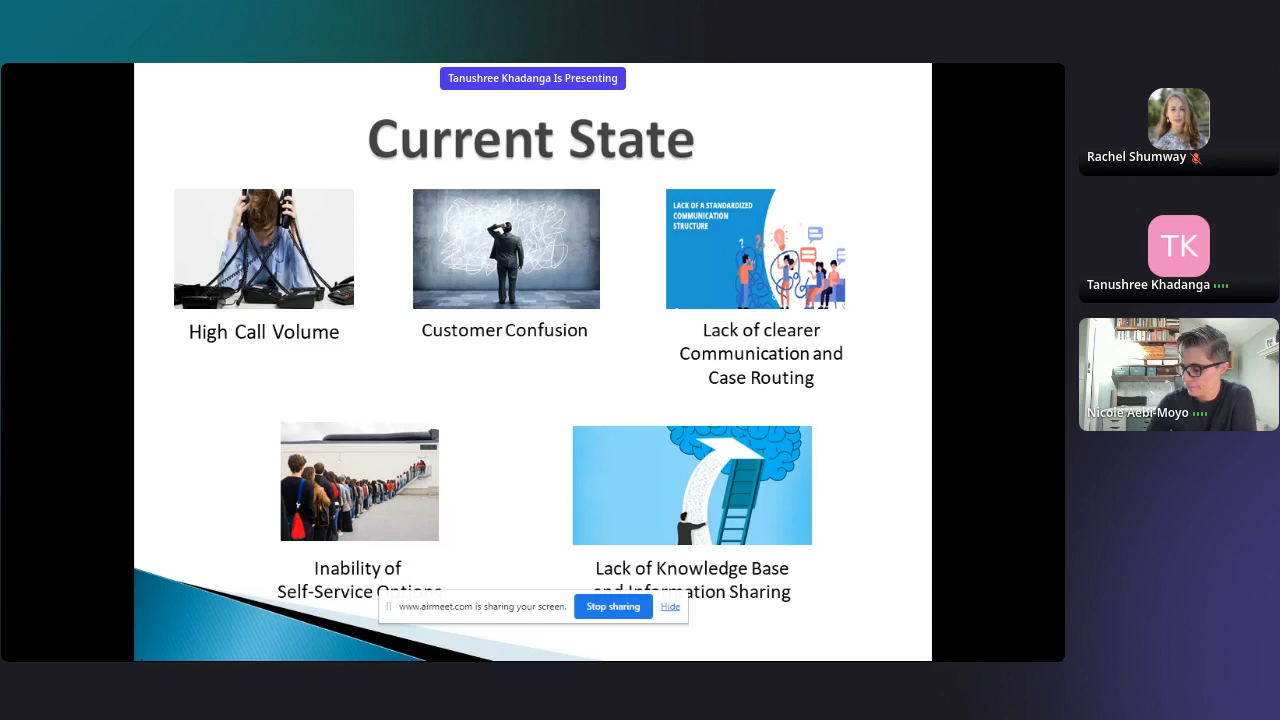 Tanushree Khadanga Is Presenting
Current State
LACK OF A STANDARDIZED
COMMUNICATION
STRUCTURE
High Call Volume
Customer Confusion
Lack of clearer
Communication and
Case Routing
Inability of
Self-Service Options
Lack of Knowledge Base
and Information Sharing
www.airmeet.com is sharing your screen.
Stop sharing
Hide
Rachel Shumway
TK
Tanushree Khadanga
Nicole Aebi-Moyo